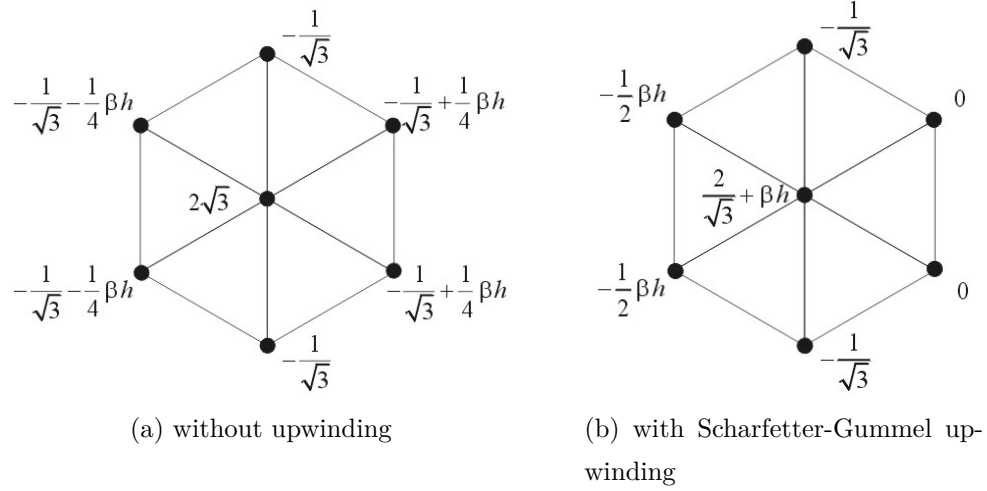 -1/√3
-1/√3 - 1/4 βh
-1/√3 + 1/4 βh
2√3
-1/√3 - 1/4 βh
-1/√3 + 1/4 βh
-1/√3
(a) without upwinding
-1/√3
-1/2 βh
0
2/√3 + βh
-1/2 βh
0
-1/√3
(b) with Scharfetter-Gummel up-
winding